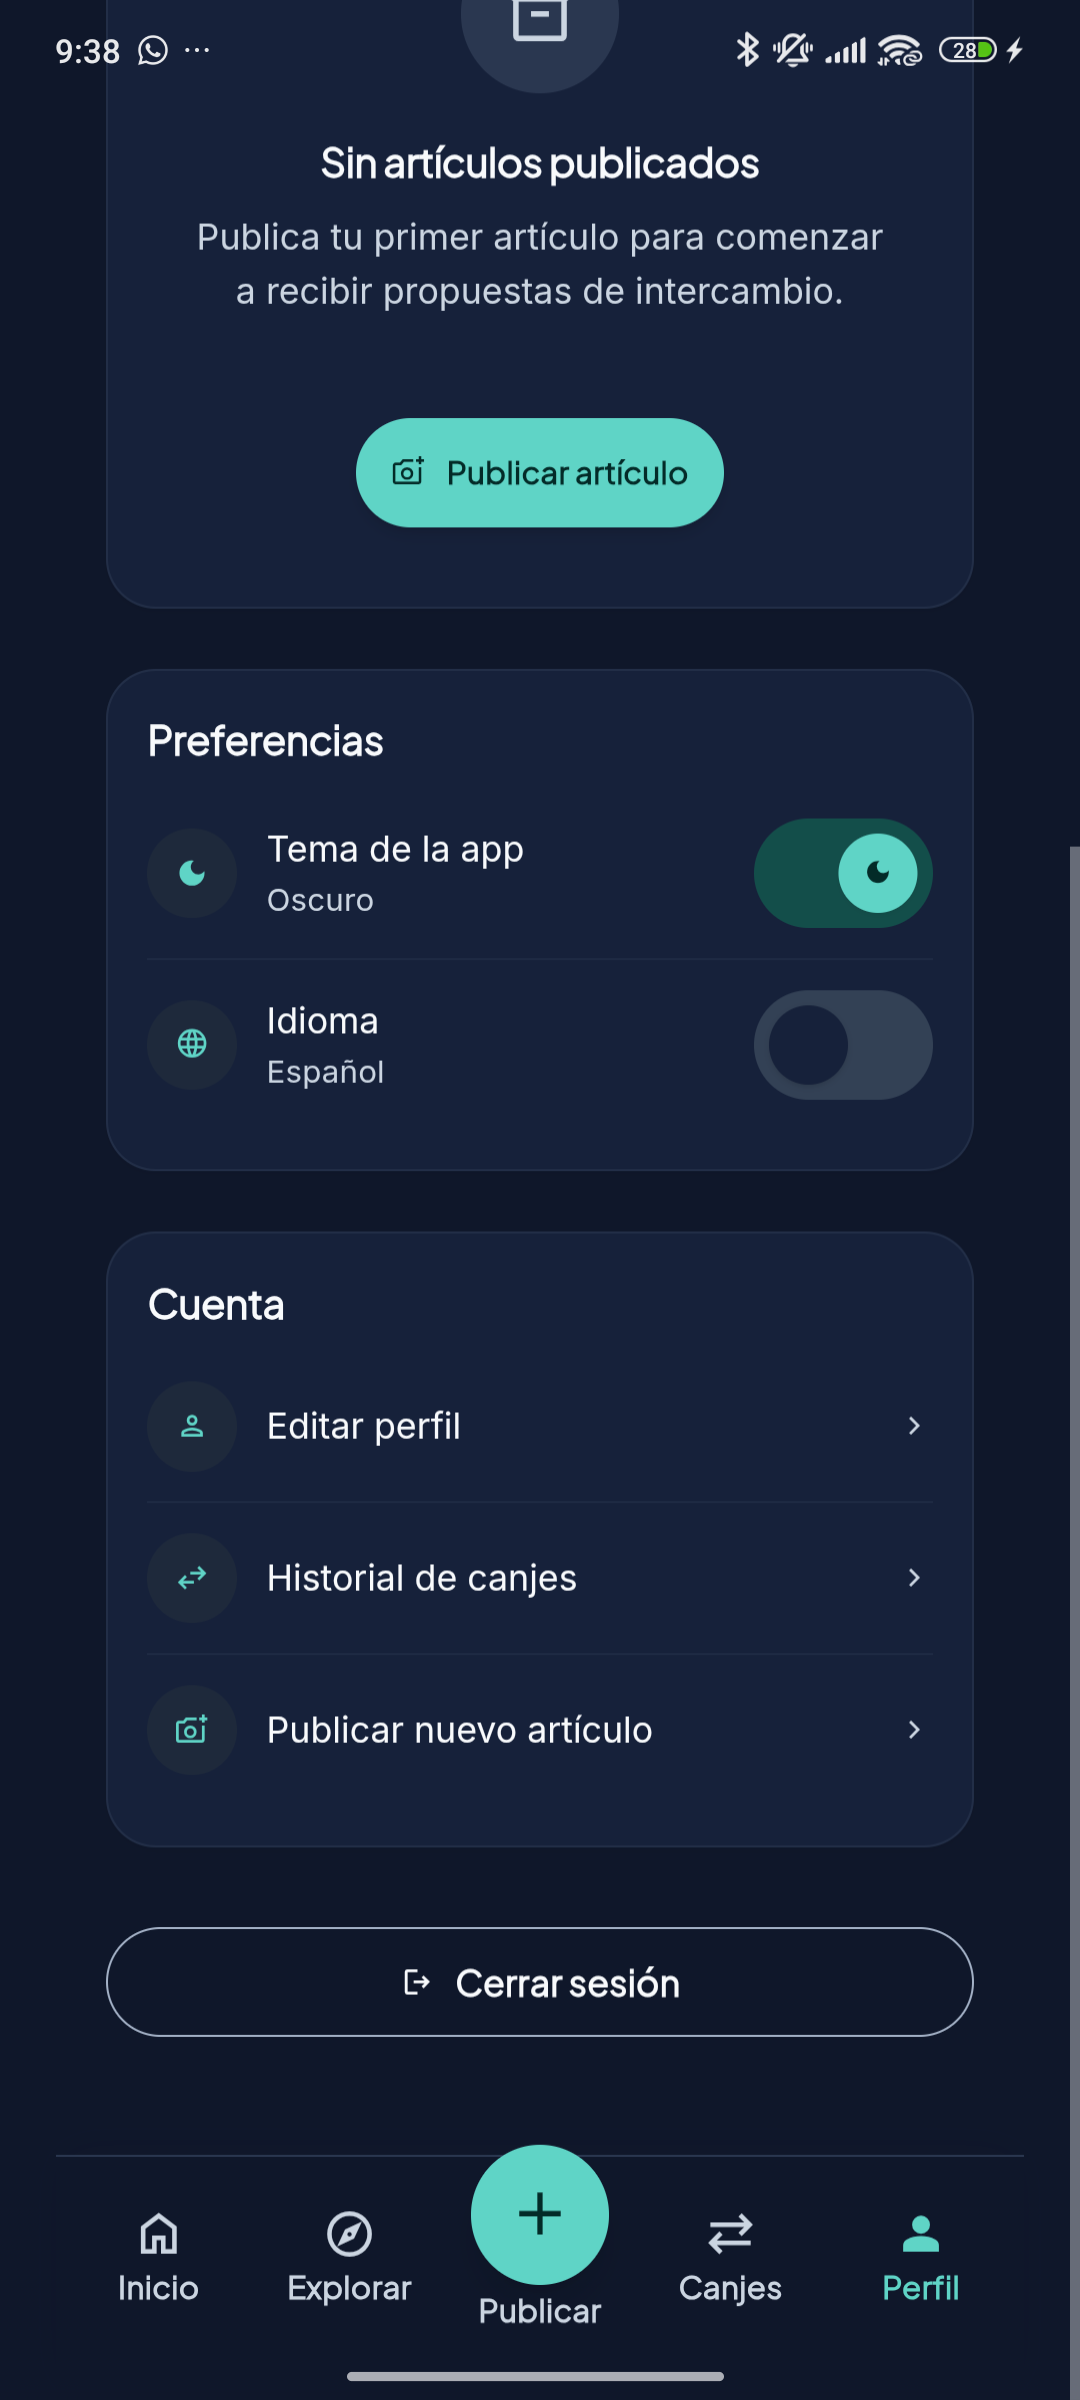 9:38
28
Sin artículos publicados
Publica tu primer artículo para comenzar
a recibir propuestas de intercambio.
Publicar artículo
Preferencias
Tema de la app
Oscuro
Idioma
Español
Cuenta
Editar perfil
Historial de canjes
Publicar nuevo artículo
Cerrar sesión
Inicio
Explorar
Publicar
Canjes
Perfil